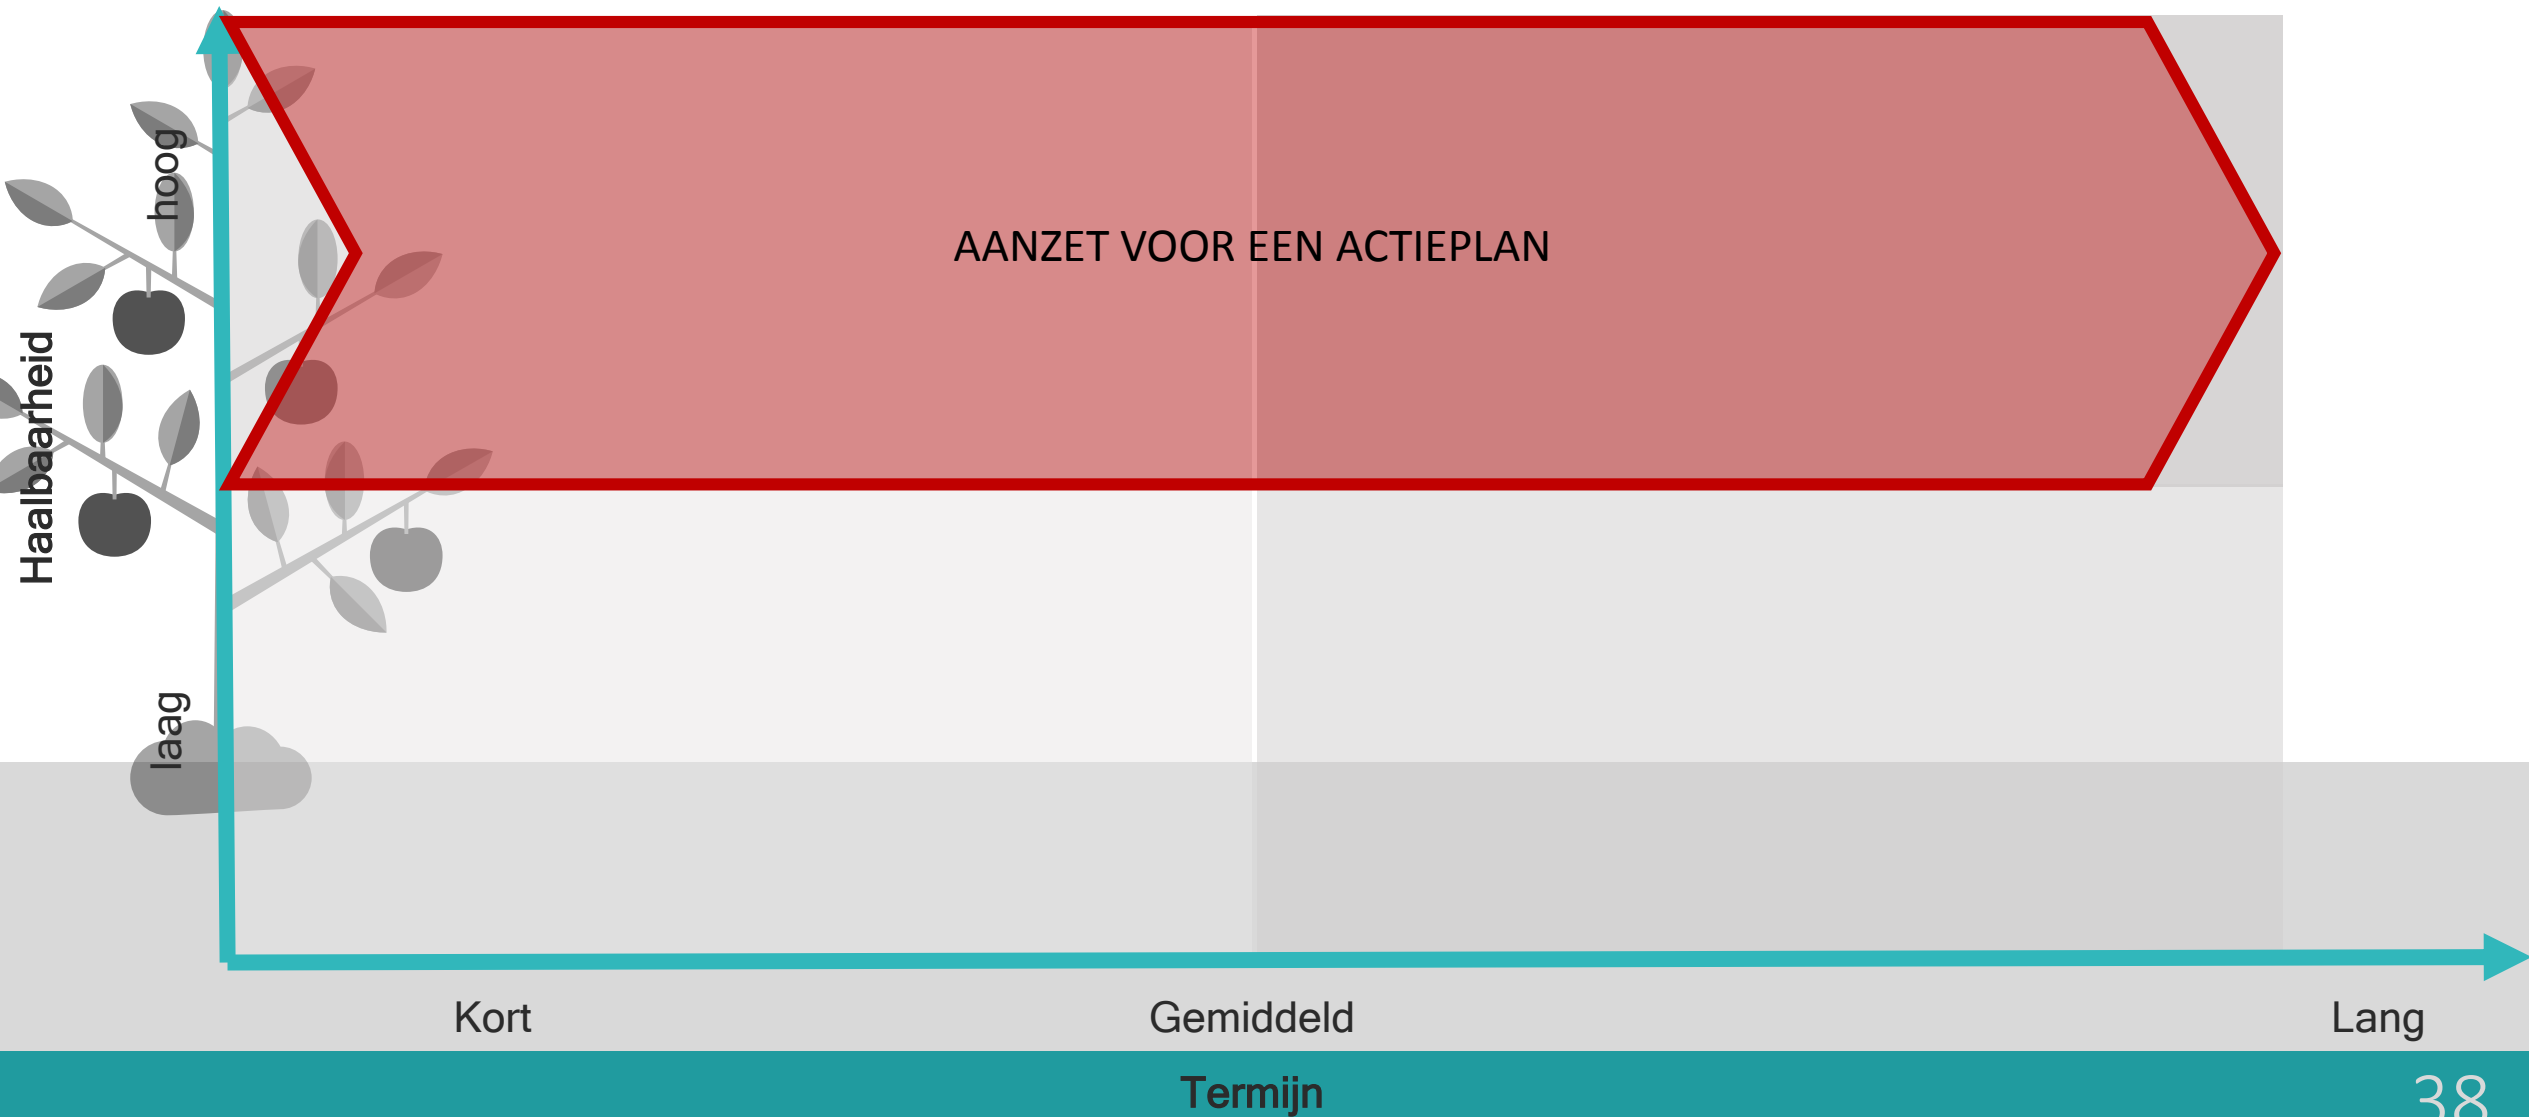 hoog
AANZET VOOR EEN ACTIEPLAN
Haalbaarheid
laag
Kort
Gemiddeld
Lang
Termijn
38